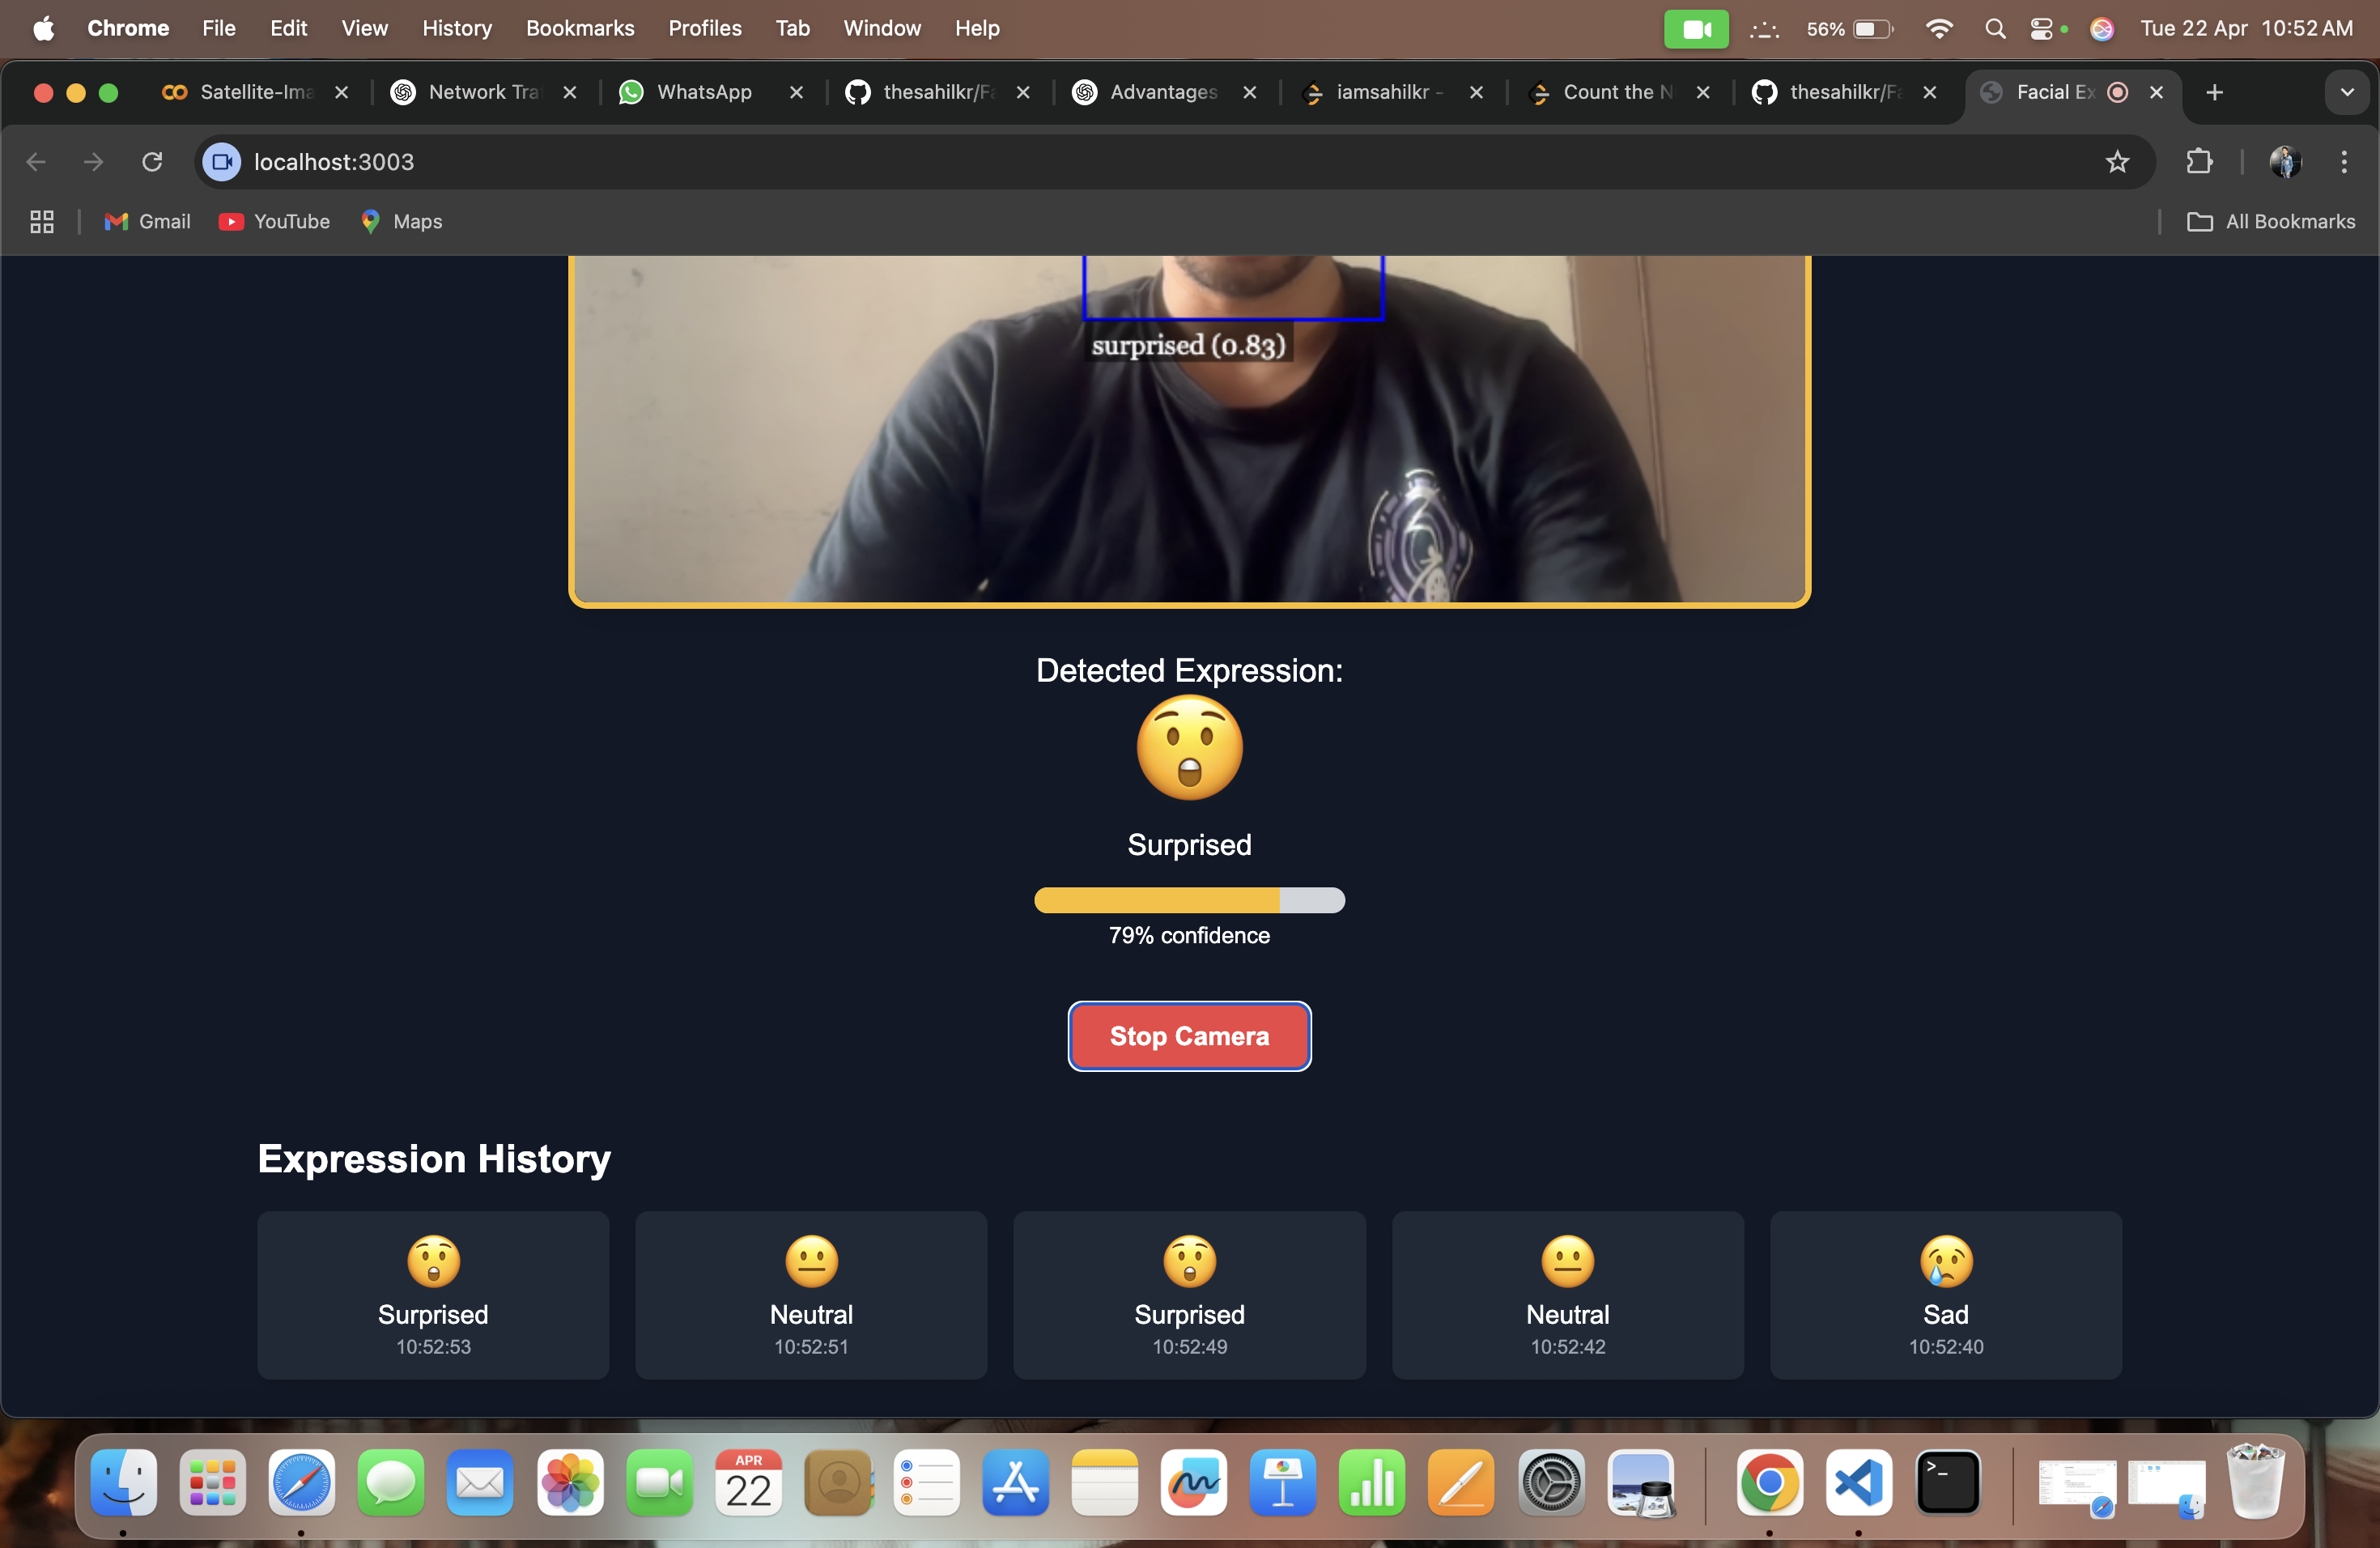 Chrome File Edit View History Bookmarks Profiles Tab Window Help 56% Tue 22 Apr 10:52 AM
Satellite-Ima Network Tra WhatsApp thesahilkr/Fa Advantages iamsahilkr - Count the N thesahilkr/Fa Facial Ex
localhost:3003
Gmail YouTube Maps All Bookmarks
surprised (0.83)
Detected Expression:
Surprised
79% confidence
Stop Camera
Expression History
Surprised Neutral Surprised Neutral Sad
10:52:53 10:52:51 10:52:49 10:52:42 10:52:40
APR
22
>_